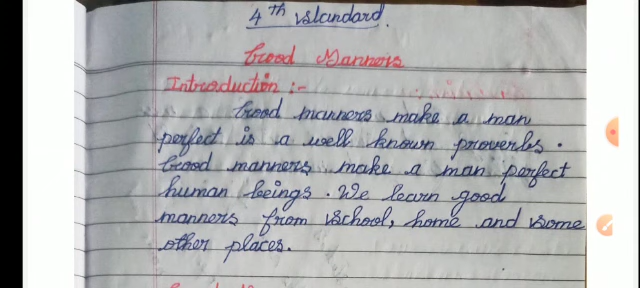 4th standard.
Good Manners
Introduction :-
Good manners make a man
perfect is a well known proverbs.
Good manners make a man perfect
human beings. We learn good
manners from school, home and some
other places.